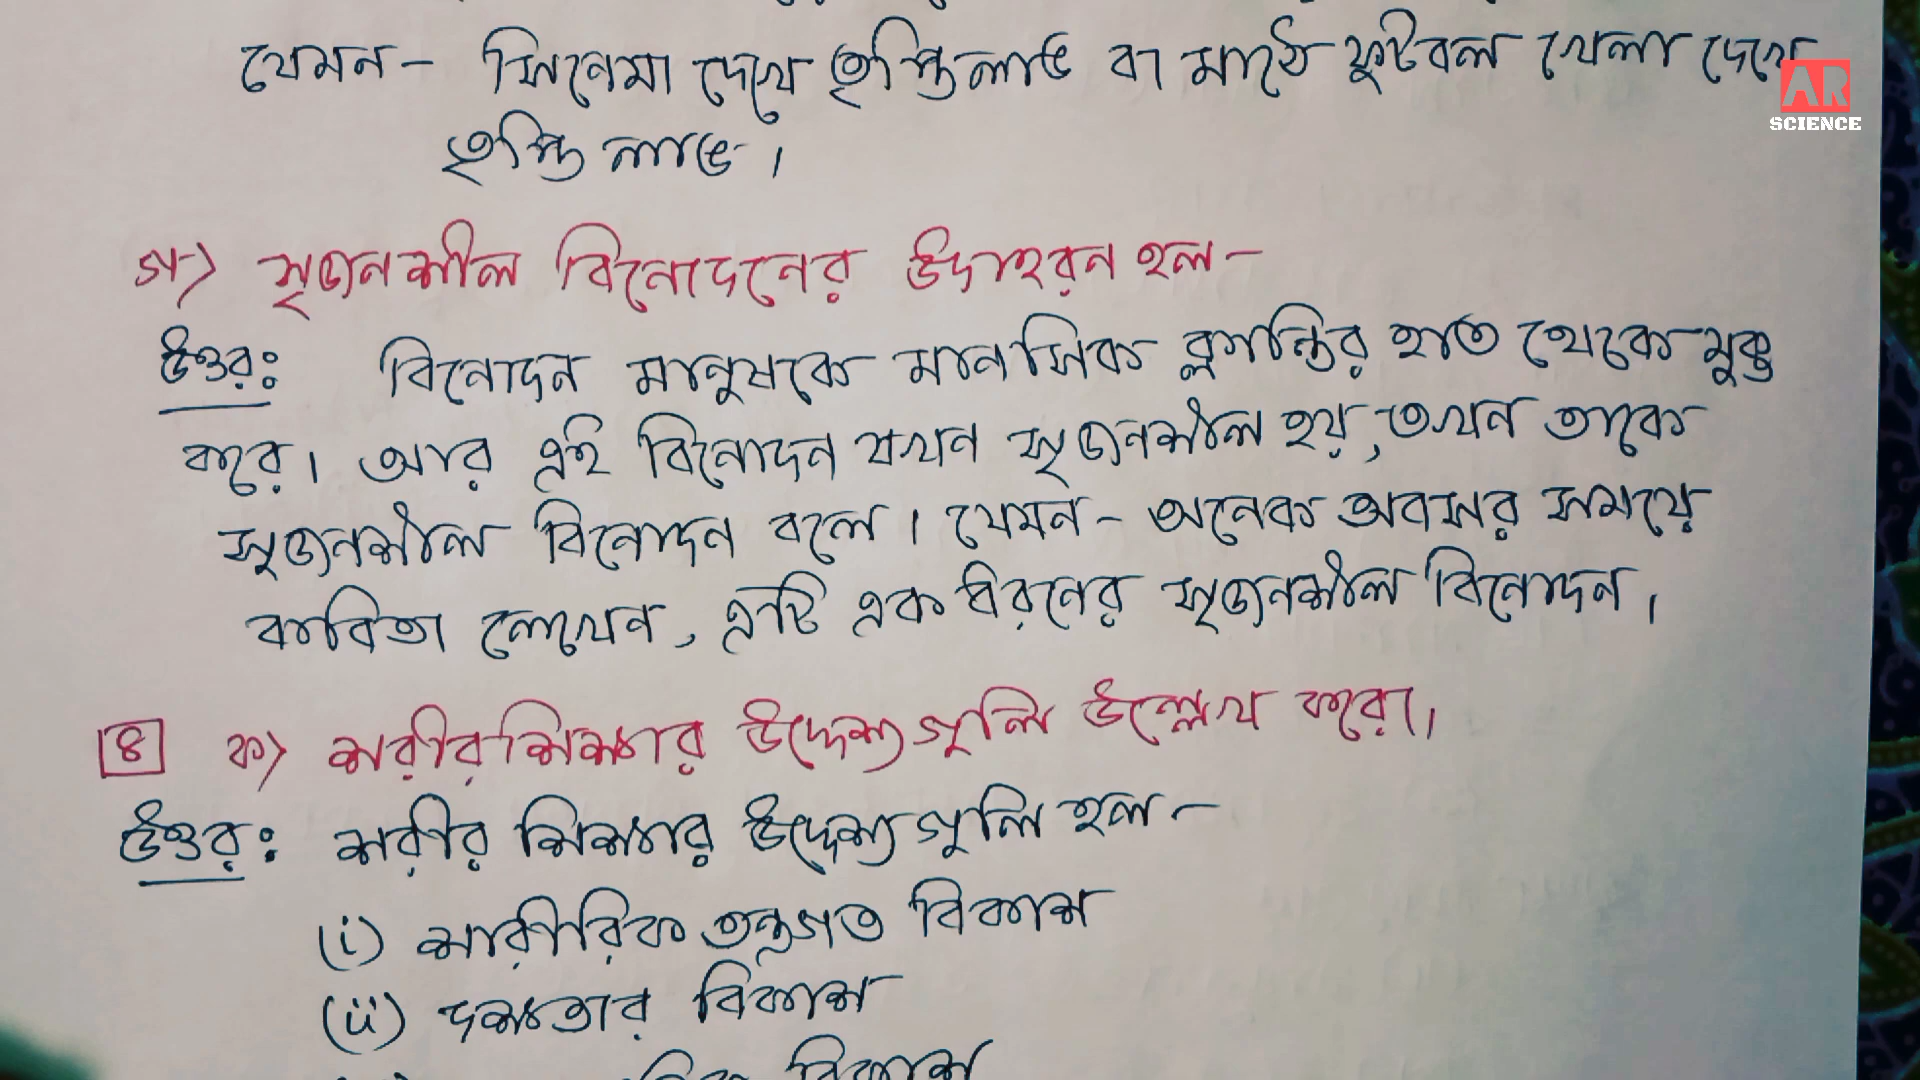 যেমন- সিনেমা দেখে তৃপ্তিলাভ বা মাঠে ফুটবল খেলা দেখে
তৃপ্তি লাভ।
AR
SCIENCE
গ) সৃজনশীল বিনোদনের উদাহরন হল-
উত্তর: বিনোদন মানুষকে মানসিক ক্লান্তির হাত থেকে মুক্ত
করে। আর এই বিনোদন যখন সৃজনশীল হয়, তখন তাকে
সৃজনশীল বিনোদন বলে। যেমন- অনেক অবসর সময়ে
কাবিতা লেখেন, এটি এক ধরনের সৃজনশীল বিনোদন।
৪ ক) শরীরশিক্ষার উদ্দেশ্যগুলি উল্লেখ করো।
উত্তর: শরীর শিক্ষার উদ্দেশ্যগুলি হল-
(i) শারীরিক তন্ত্রগত বিকাশ
(ii) দক্ষতার বিকাশ
বিকাশ